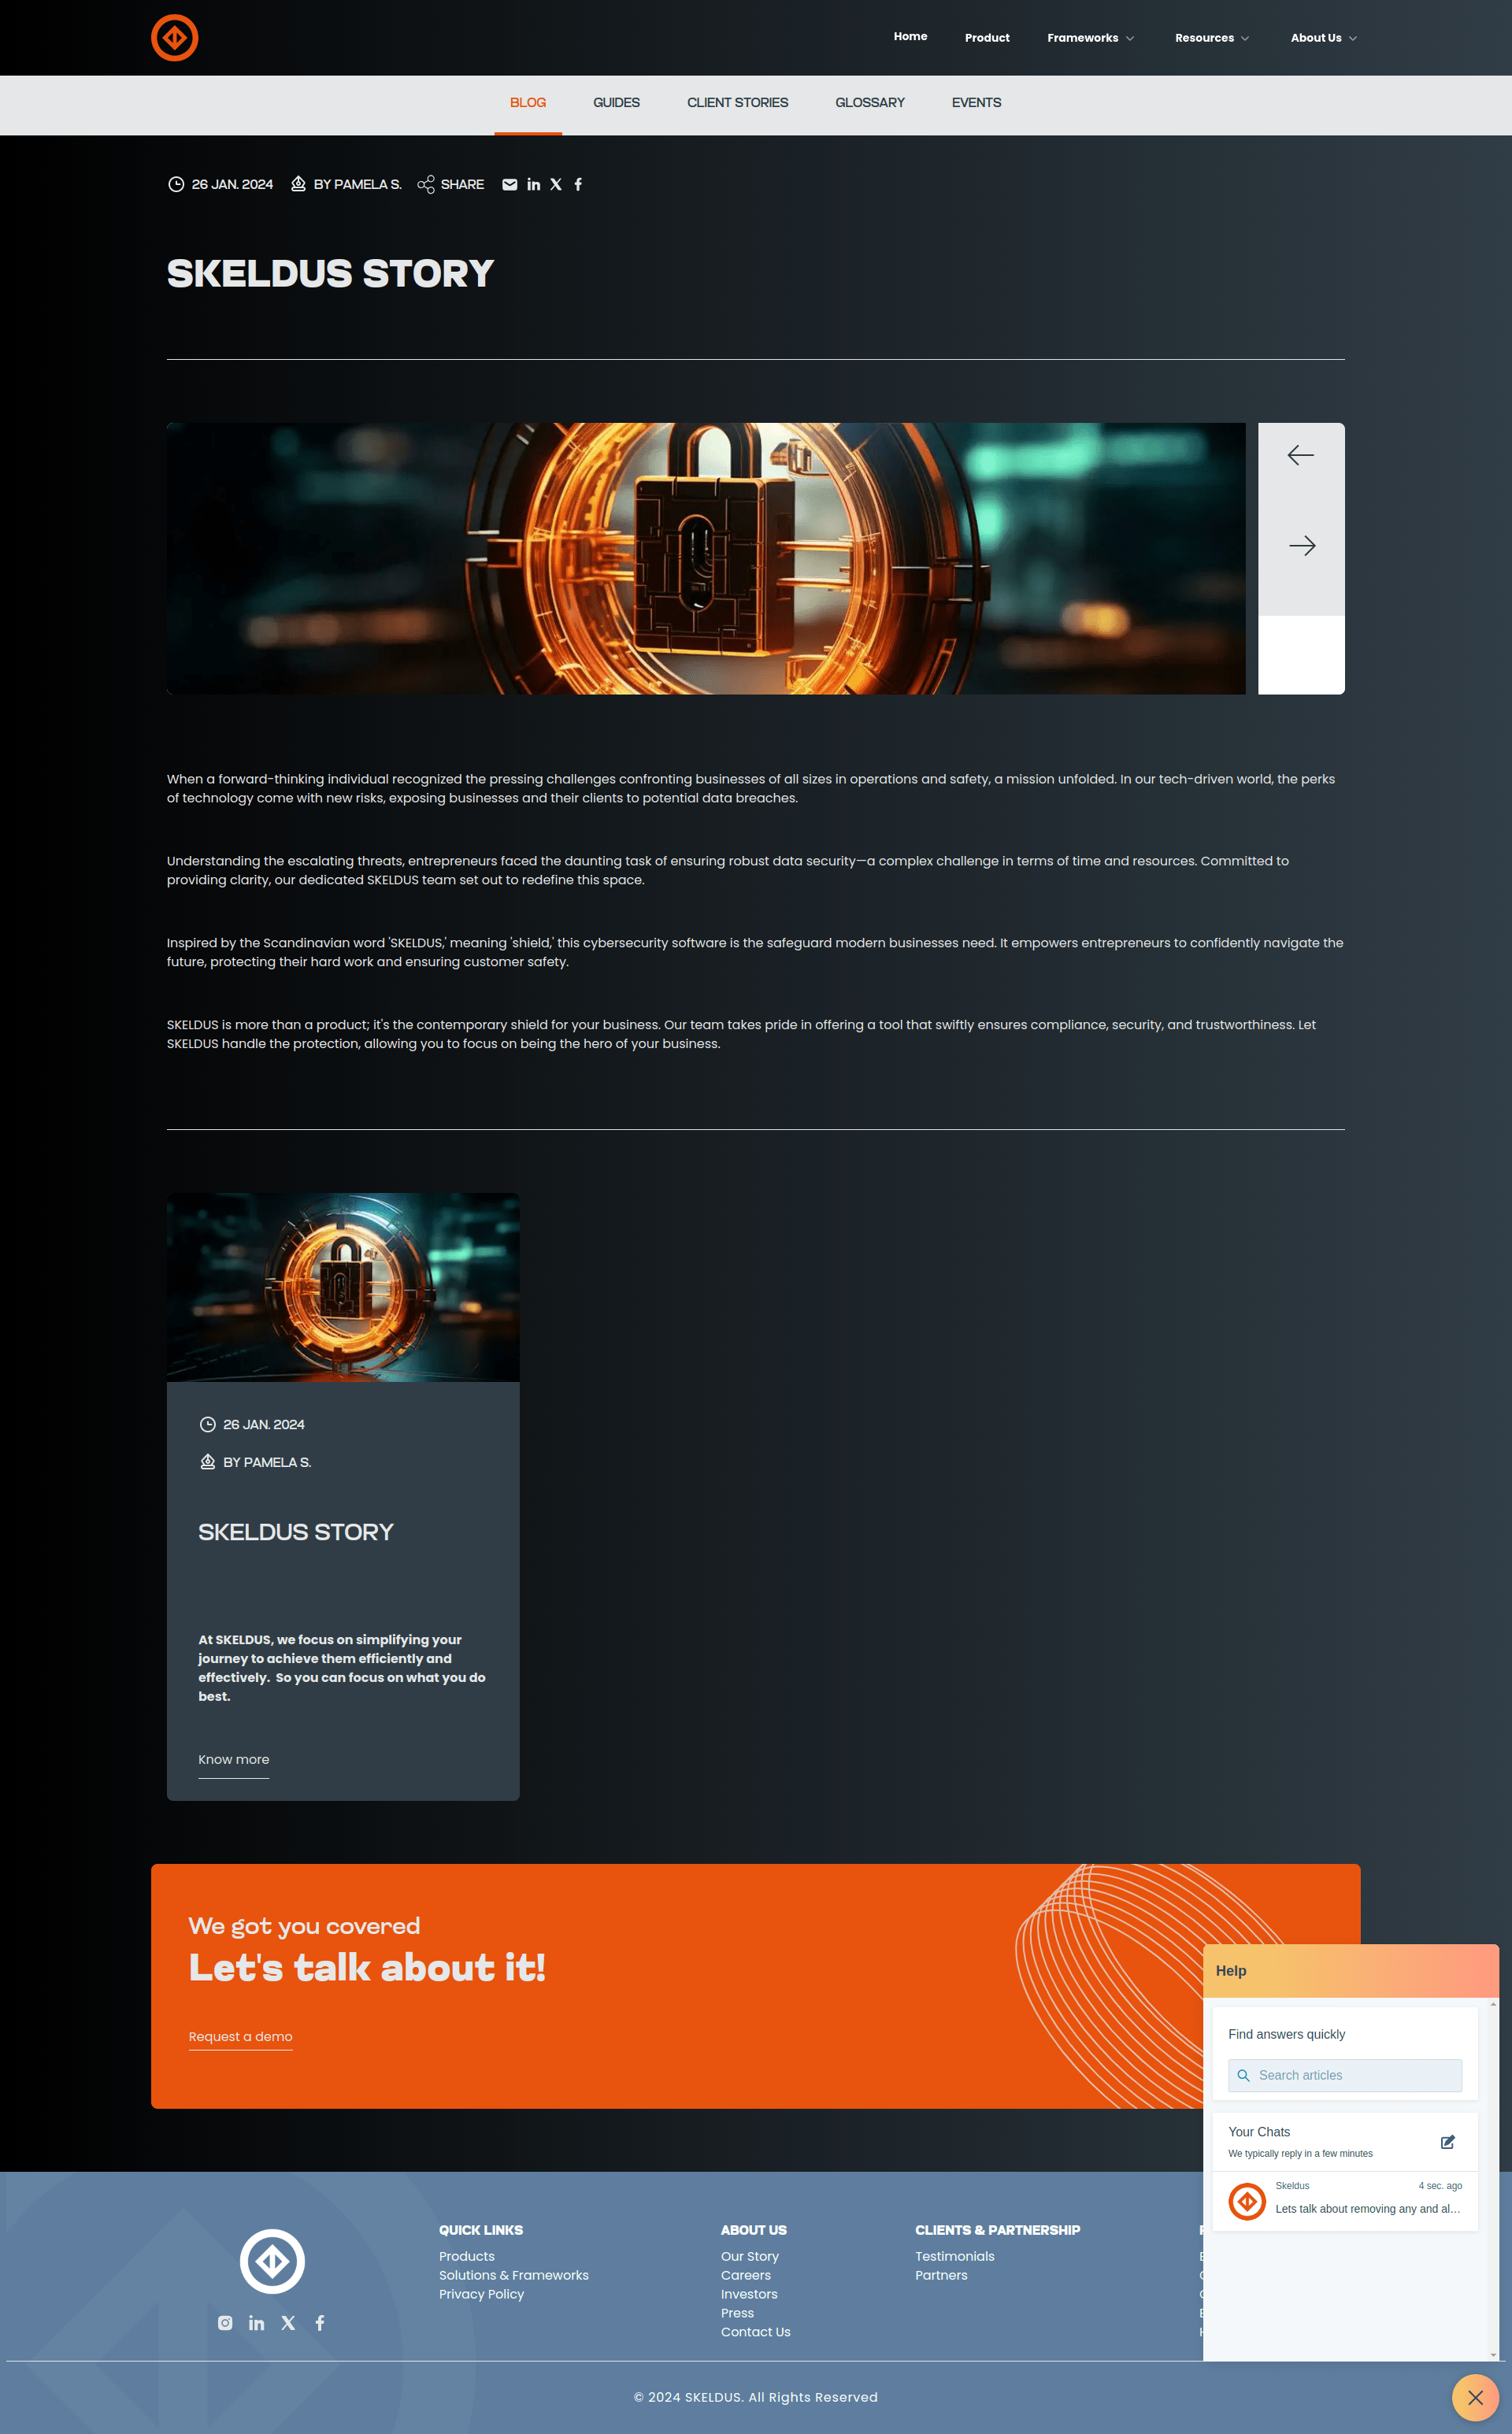 Home
Product
Frameworks
Resources
About Us
BLOG
GUIDES
CLIENT STORIES
GLOSSARY
EVENTS
26 JAN. 2024
BY PAMELA S.
SHARE
SKELDUS STORY
When a forward-thinking individual recognized the pressing challenges confronting businesses of all sizes in operations and safety, a mission unfolded. In our tech-driven world, the perks
of technology come with new risks, exposing businesses and their clients to potential data breaches.
Understanding the escalating threats, entrepreneurs faced the daunting task of ensuring robust data security—a complex challenge in terms of time and resources. Committed to
providing clarity, our dedicated SKELDUS team set out to redefine this space.
Inspired by the Scandinavian word 'SKELDUS,' meaning 'shield,' this cybersecurity software is the safeguard modern businesses need. It empowers entrepreneurs to confidently navigate the
future, protecting their hard work and ensuring customer safety.
SKELDUS is more than a product; it's the contemporary shield for your business. Our team takes pride in offering a tool that swiftly ensures compliance, security, and trustworthiness. Let
SKELDUS handle the protection, allowing you to focus on being the hero of your business.
26 JAN. 2024
BY PAMELA S.
SKELDUS STORY
At SKELDUS, we focus on simplifying your
journey to achieve them efficiently and
effectively.  So you can focus on what you do
best.
Know more
We got you covered
Let's talk about it!
Request a demo
Help
Find answers quickly
Search articles
Your Chats
We typically reply in a few minutes
Skeldus
4 sec. ago
Lets talk about removing any and al...
QUICK LINKS
Products
Solutions & Frameworks
Privacy Policy
ABOUT US
Our Story
Careers
Investors
Press
Contact Us
CLIENTS & PARTNERSHIP
Testimonials
Partners
© 2024 SKELDUS. All Rights Reserved